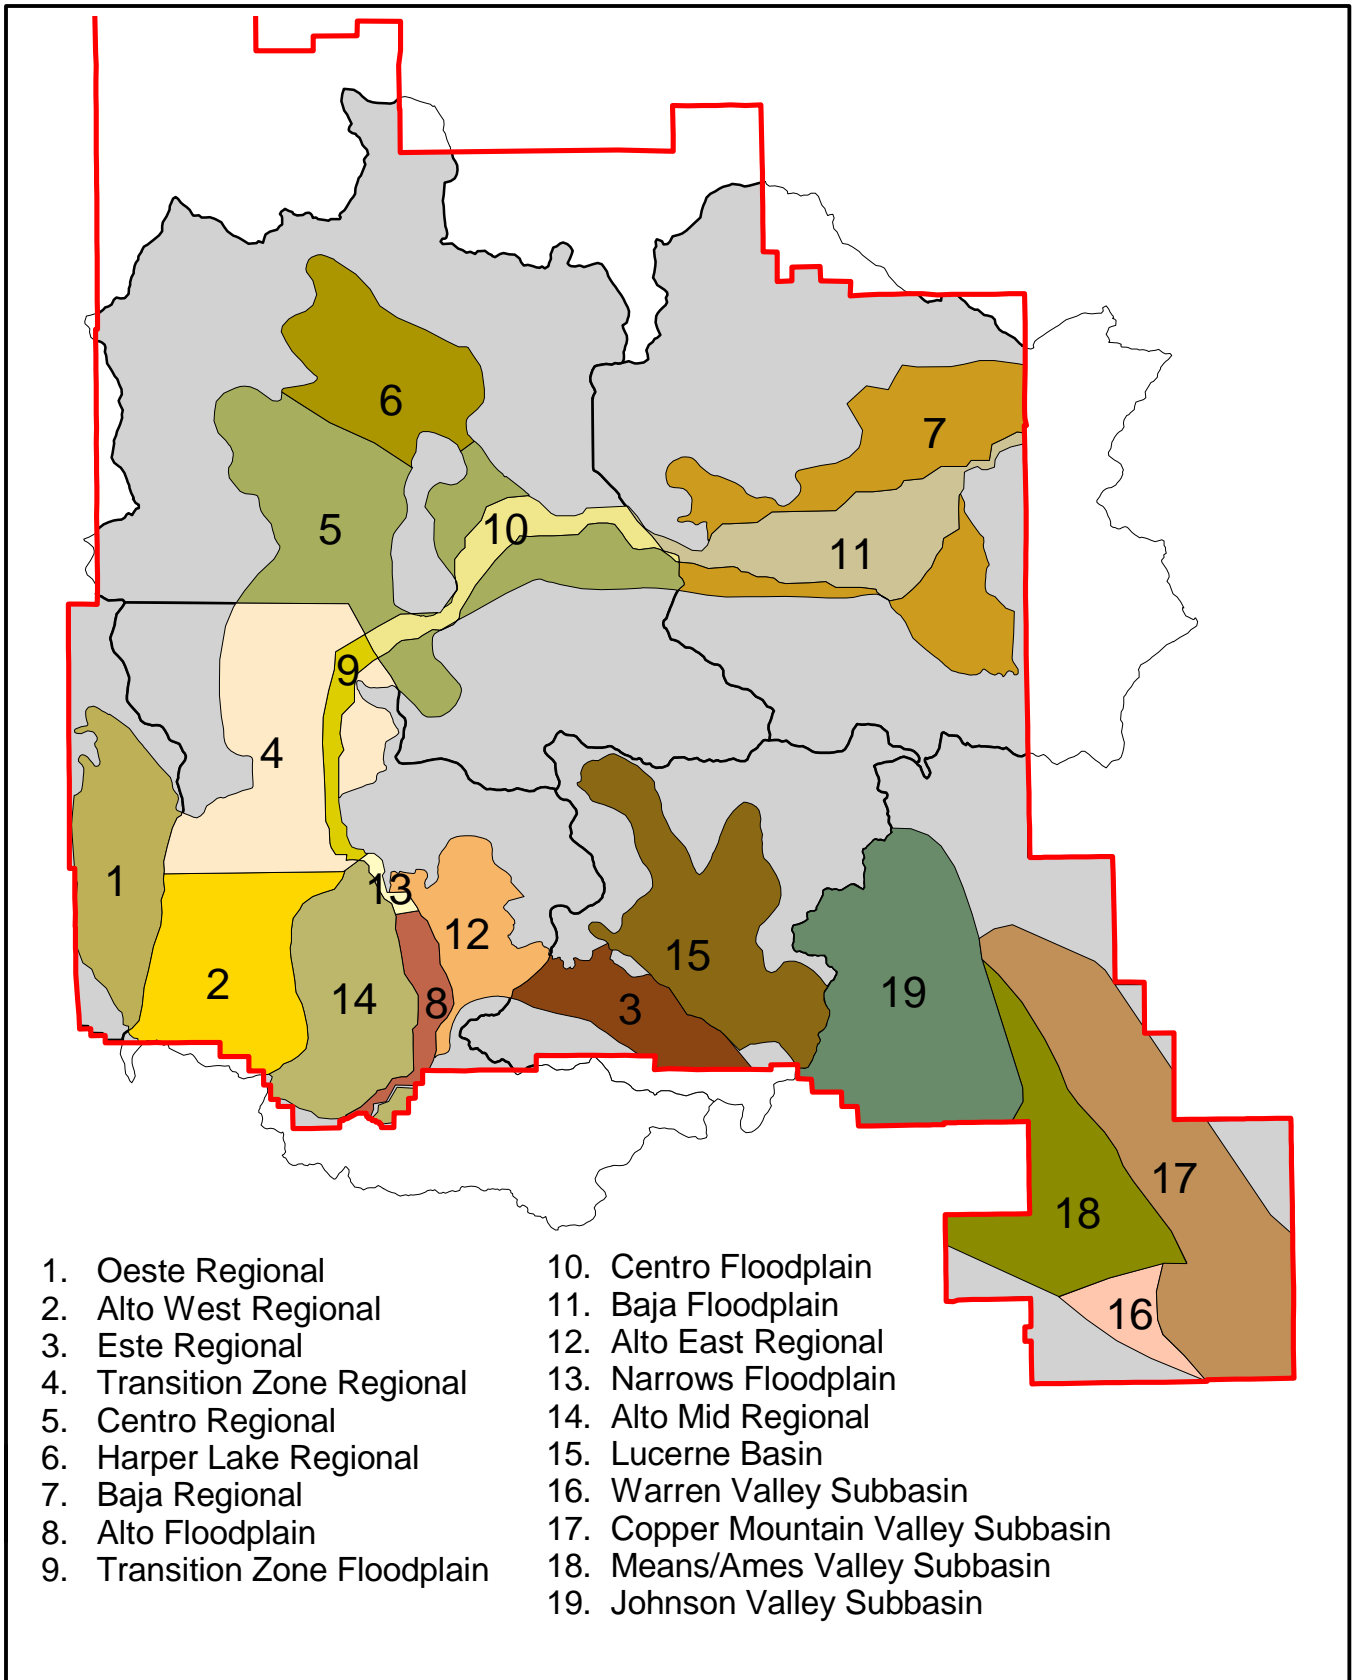 6
7
5
10
11
9
4
1
13
12
2
14
8
15
3
19
17
18
16
1. Oeste Regional
2. Alto West Regional
3. Este Regional
4. Transition Zone Regional
5. Centro Regional
6. Harper Lake Regional
7. Baja Regional
8. Alto Floodplain
9. Transition Zone Floodplain
10. Centro Floodplain
11. Baja Floodplain
12. Alto East Regional
13. Narrows Floodplain
14. Alto Mid Regional
15. Lucerne Basin
16. Warren Valley Subbasin
17. Copper Mountain Valley Subbasin
18. Means/Ames Valley Subbasin
19. Johnson Valley Subbasin